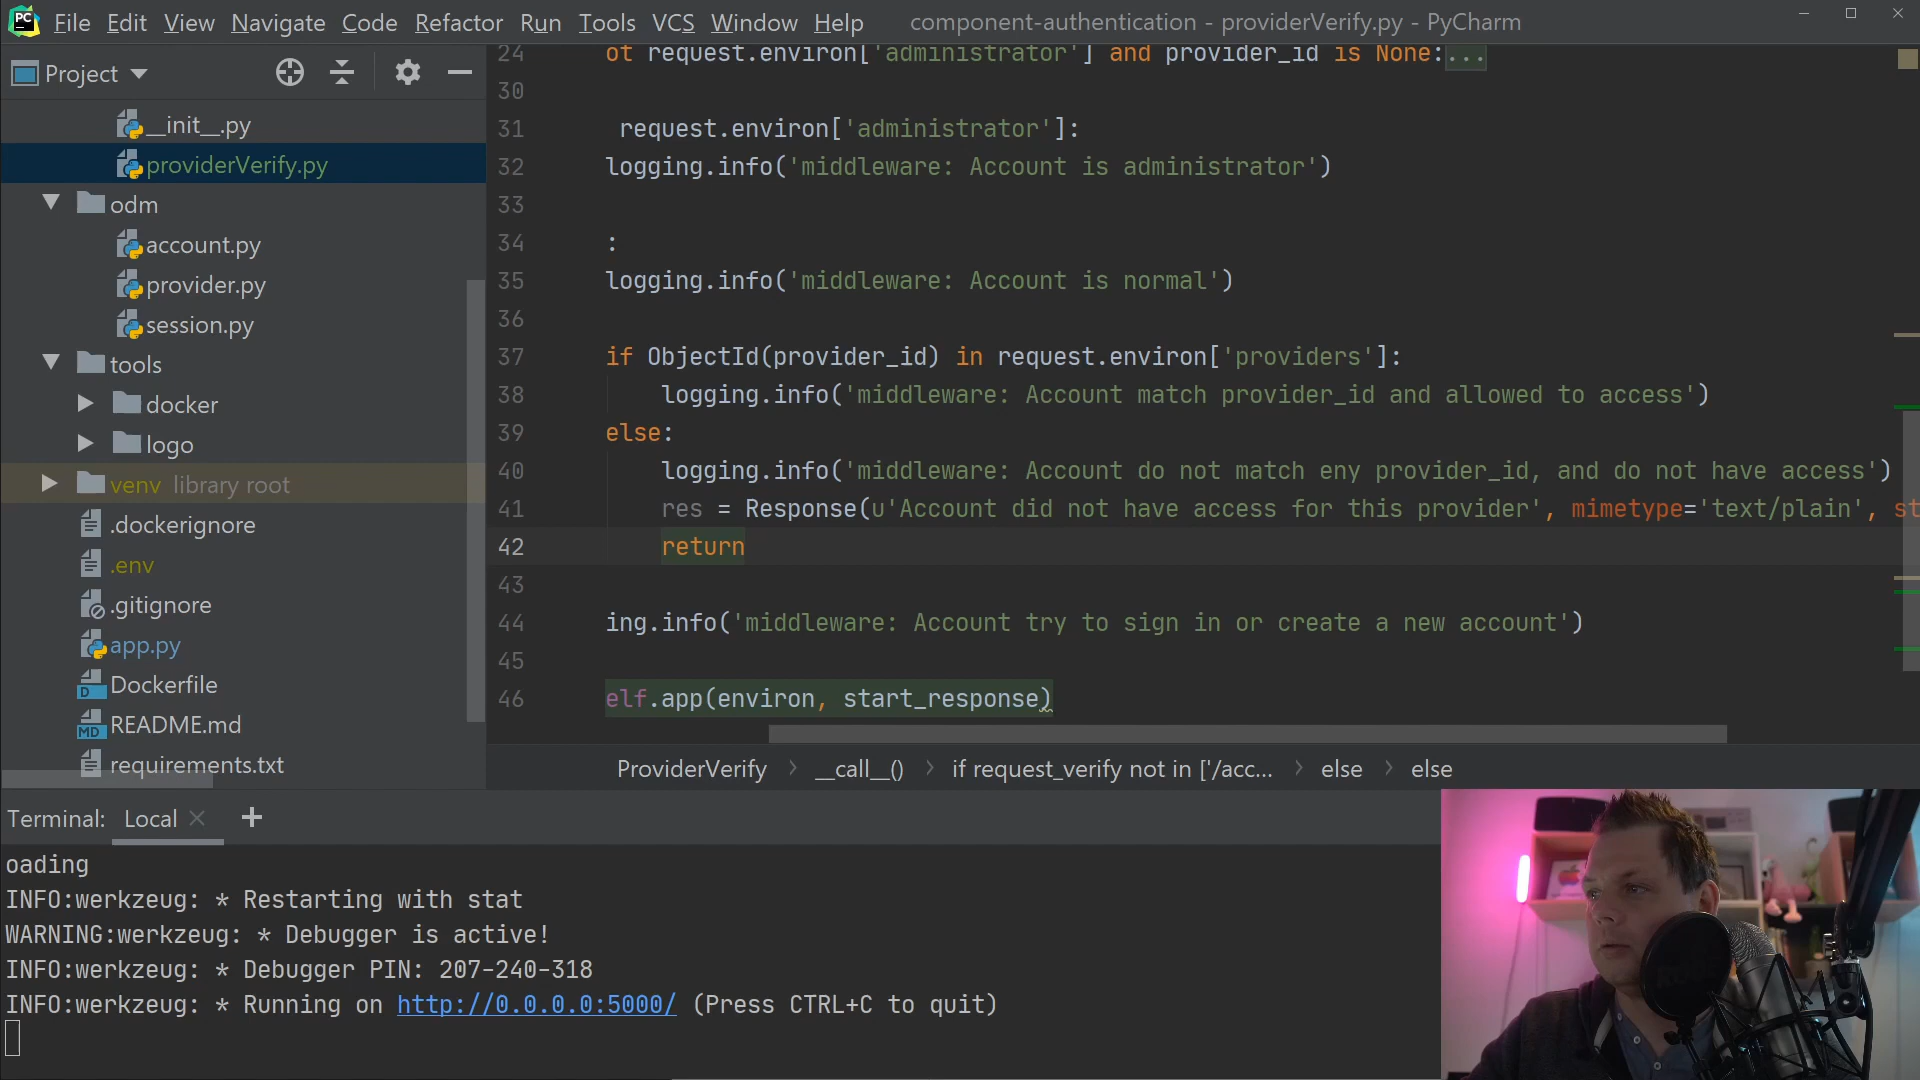 PC File Edit View Navigate Code Refactor Run Tools VCS Window Help component-authentication - providerVerify.py - PyCharm
Project
__init__.py
providerVerify.py
odm
account.py
provider.py
session.py
tools
docker
logo
venv library root
.dockerignore
.env
.gitignore
app.py
Dockerfile
README.md
requirements.txt
24 ot request.environ['administrator'] and provider_id is None:...
30
31 request.environ['administrator']:
32 logging.info('middleware: Account is administrator')
33
34 :
35 logging.info('middleware: Account is normal')
36
37 if ObjectId(provider_id) in request.environ['providers']:
38 logging.info('middleware: Account match provider_id and allowed to access')
39 else:
40 logging.info('middleware: Account do not match eny provider_id, and do not have access')
41 res = Response(u'Account did not have access for this provider', mimetype='text/plain', st
42 return
43
44 ing.info('middleware: Account try to sign in or create a new account')
45
46 elf.app(environ, start_response)
ProviderVerify > __call__() > if request_verify not in ['/acc... > else > else
Terminal: Local × +
oading
INFO:werkzeug: * Restarting with stat
WARNING:werkzeug: * Debugger is active!
INFO:werkzeug: * Debugger PIN: 207-240-318
INFO:werkzeug: * Running on http://0.0.0.0:5000/ (Press CTRL+C to quit)